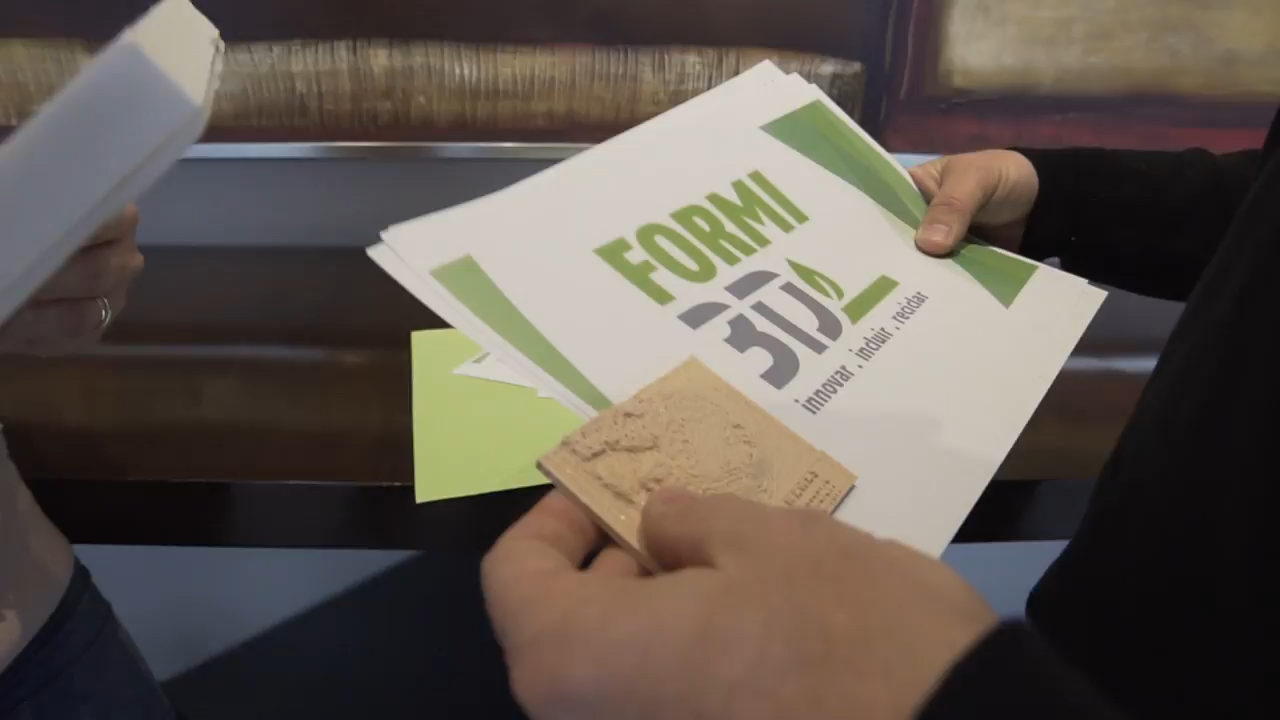 FORMI
3D
innovar . incluir . reciclar